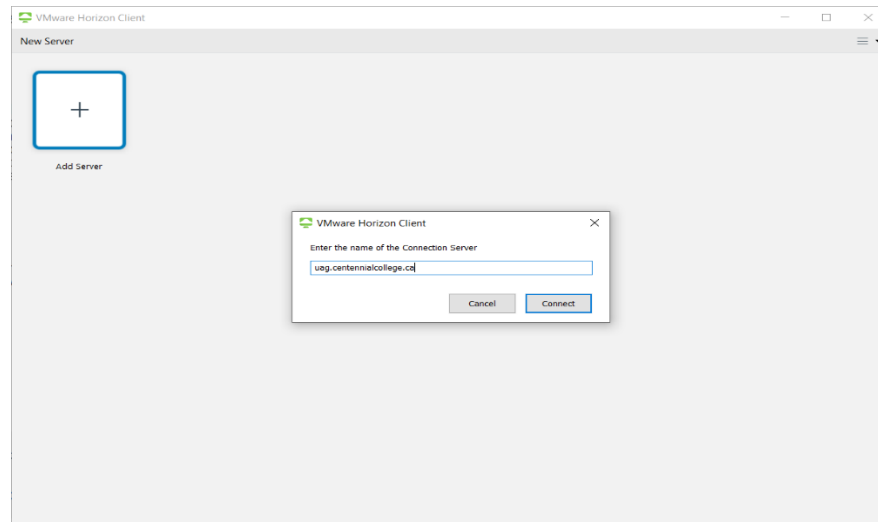 VMware Horizon Client
New Server
Add Server
VMware Horizon Client
Enter the name of the Connection Server
uag.centennialcollege.ca
Cancel Connect